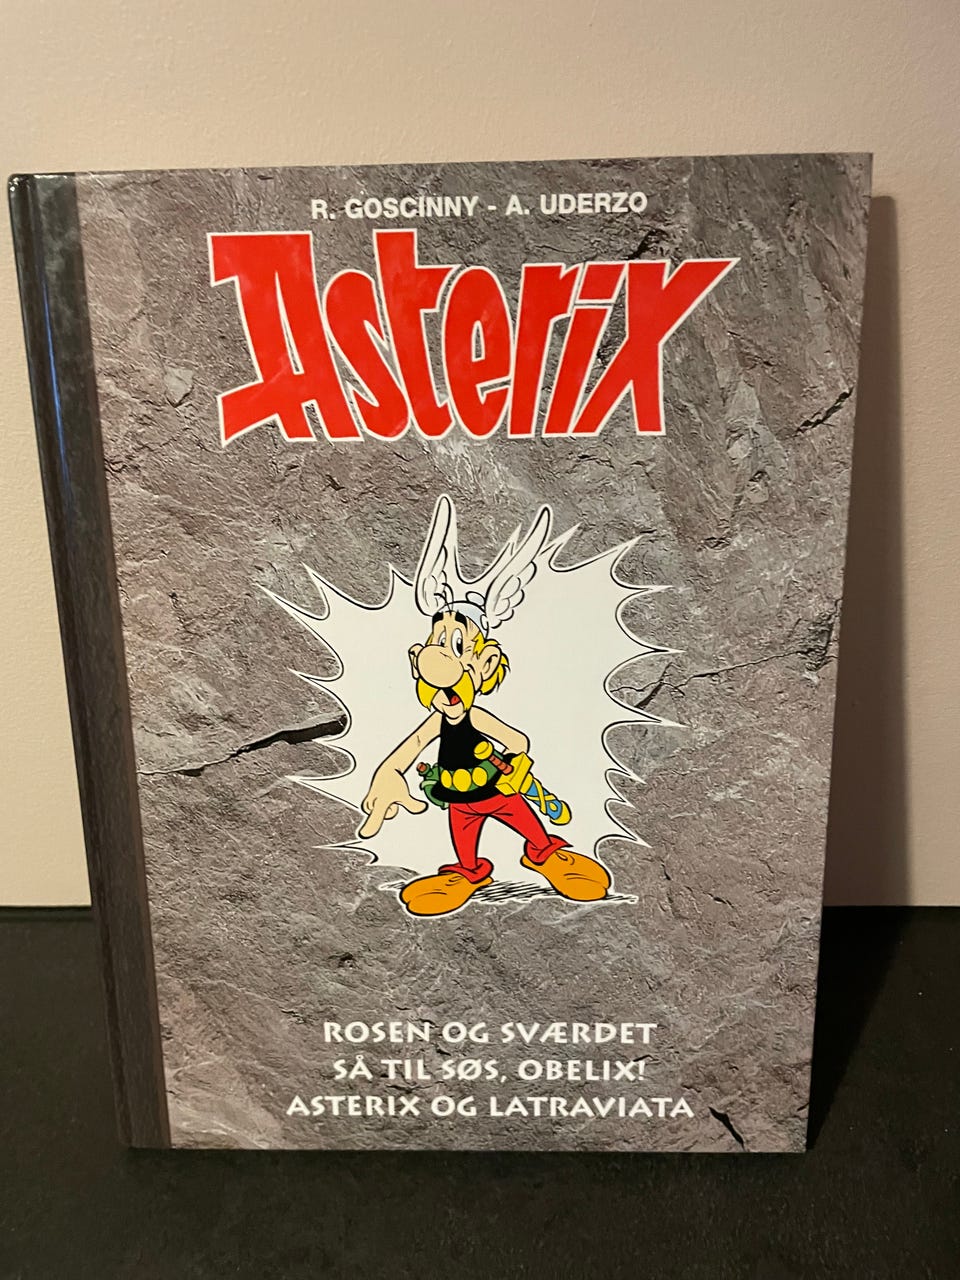 R. GOSCINNY - A. UDERZO
Asterix
ROSEN OG SVÆRDET
SÅ TIL SØS, OBELIX!
ASTERIX OG LATRAVIATA